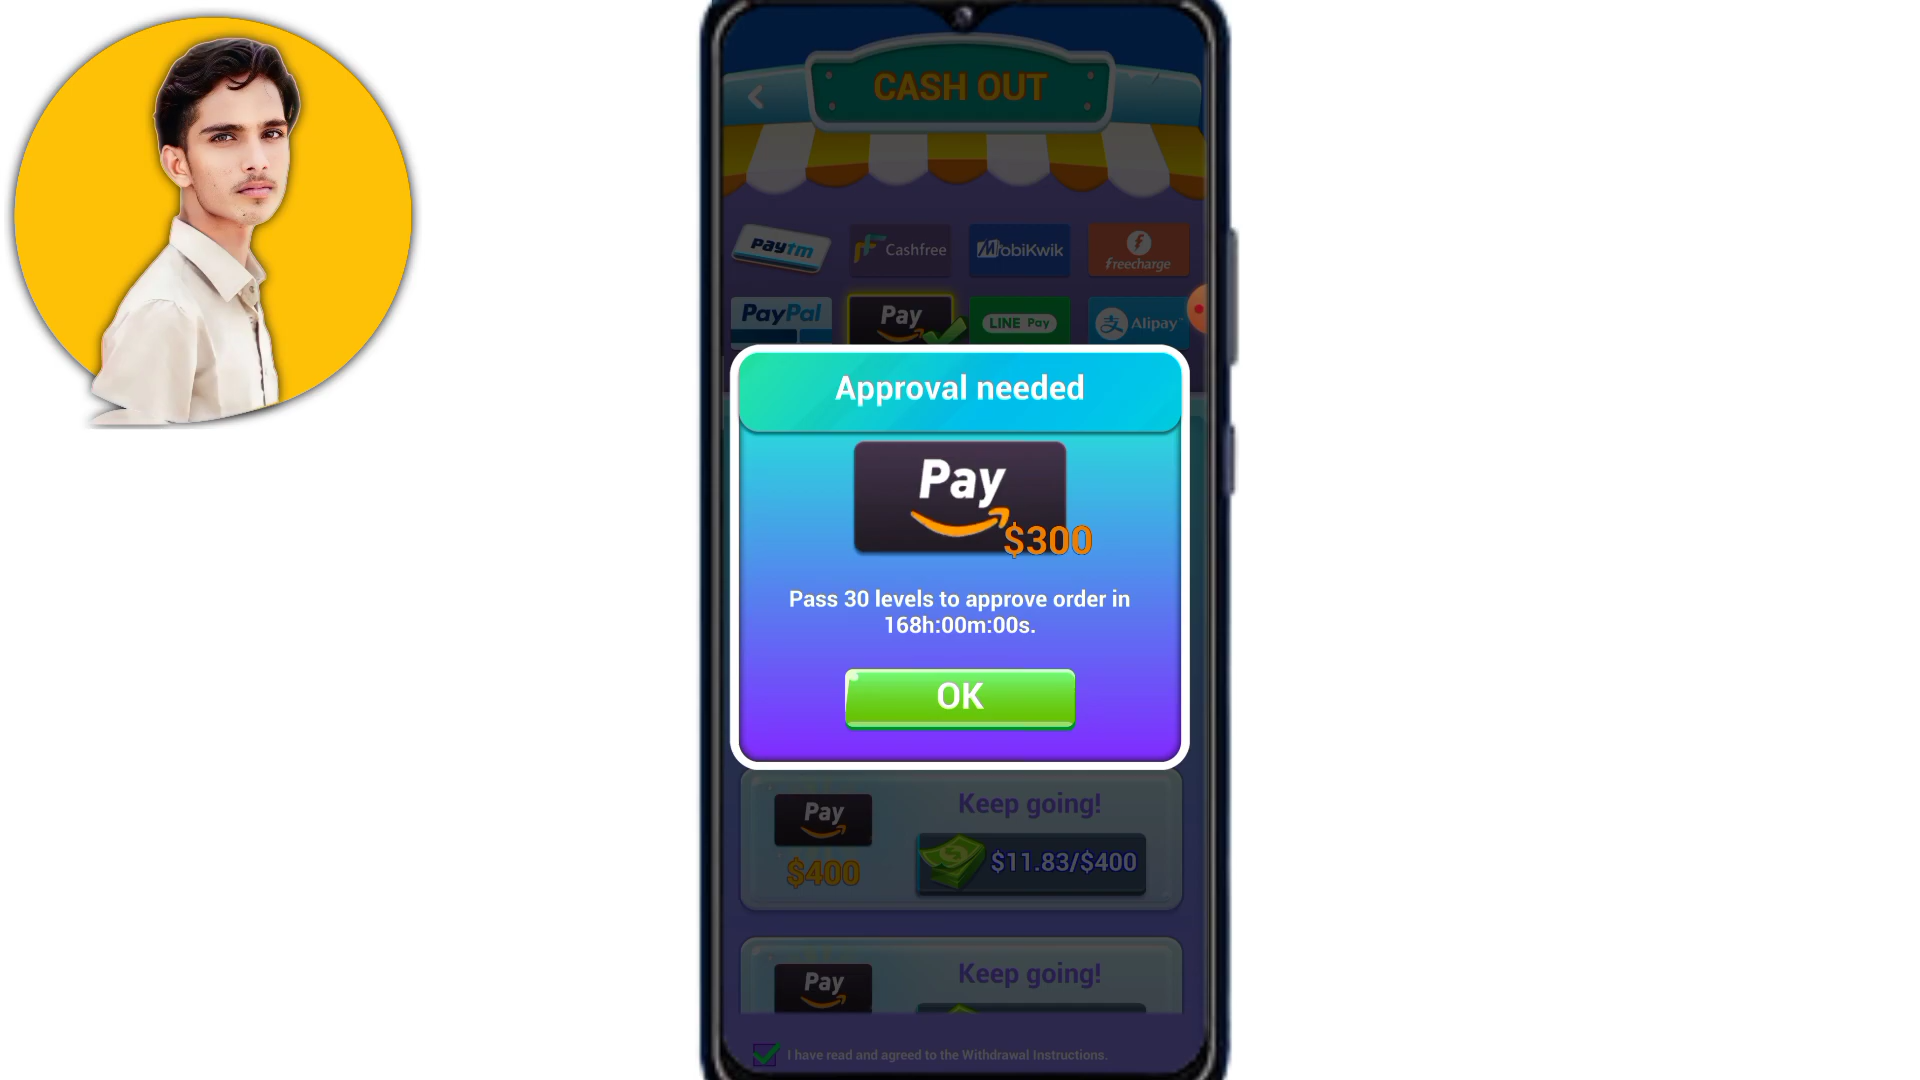 CASH OUT
Paytm
Cashfree
MobiKwik
freecharge
PayPal
Pay
LINE Pay
支 Alipay
Approval needed
Pay
$300
Pass 30 levels to approve order in
168h:00m:00s.
OK
Pay
$400
Keep going!
$11.83/$400
Pay
Keep going!
I have read and agreed to the Withdrawal Instructions.